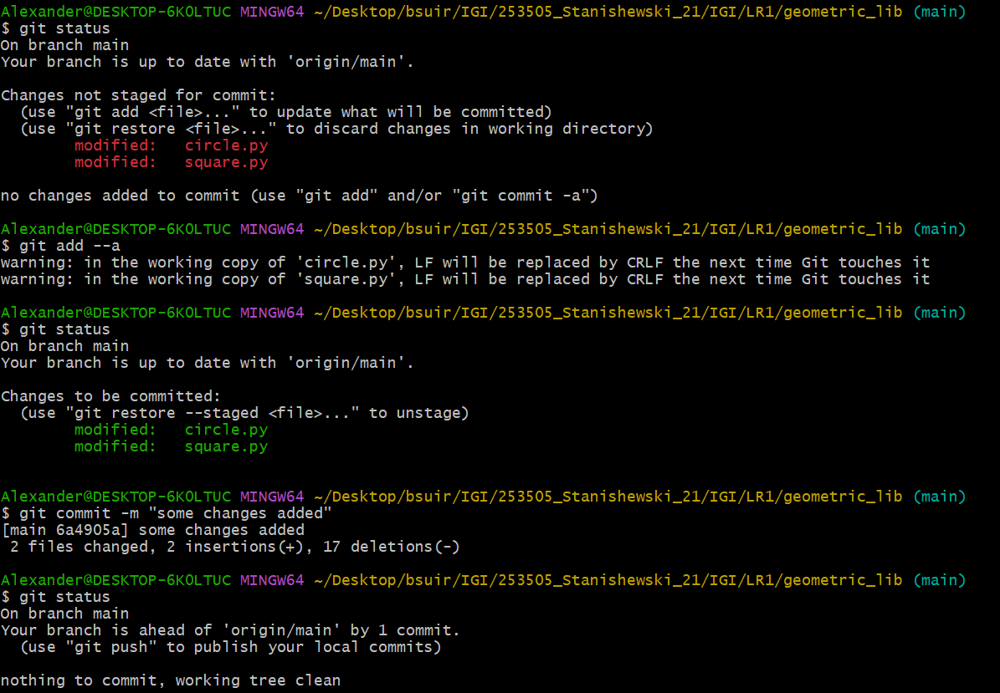 Alexander@DESKTOP-6K0LTUC MINGW64 ~/Desktop/bsuir/IGI/253505_Stanishewski_21/IGI/LR1/geometric_lib (main)
$ git status
On branch main
Your branch is up to date with 'origin/main'.
Changes not staged for commit:
(use "git add <file>..." to update what will be committed)
(use "git restore <file>..." to discard changes in working directory)
modified: circle.py
modified: square.py
no changes added to commit (use "git add" and/or "git commit -a")
Alexander@DESKTOP-6K0LTUC MINGW64 ~/Desktop/bsuir/IGI/253505_Stanishewski_21/IGI/LR1/geometric_lib (main)
$ git add --a
warning: in the working copy of 'circle.py', LF will be replaced by CRLF the next time Git touches it
warning: in the working copy of 'square.py', LF will be replaced by CRLF the next time Git touches it
Alexander@DESKTOP-6K0LTUC MINGW64 ~/Desktop/bsuir/IGI/253505_Stanishewski_21/IGI/LR1/geometric_lib (main)
$ git status
On branch main
Your branch is up to date with 'origin/main'.
Changes to be committed:
(use "git restore --staged <file>..." to unstage)
modified: circle.py
modified: square.py
Alexander@DESKTOP-6K0LTUC MINGW64 ~/Desktop/bsuir/IGI/253505_Stanishewski_21/IGI/LR1/geometric_lib (main)
$ git commit -m "some changes added"
[main 6a4905a] some changes added
2 files changed, 2 insertions(+), 17 deletions(-)
Alexander@DESKTOP-6K0LTUC MINGW64 ~/Desktop/bsuir/IGI/253505_Stanishewski_21/IGI/LR1/geometric_lib (main)
$ git status
On branch main
Your branch is ahead of 'origin/main' by 1 commit.
(use "git push" to publish your local commits)
nothing to commit, working tree clean